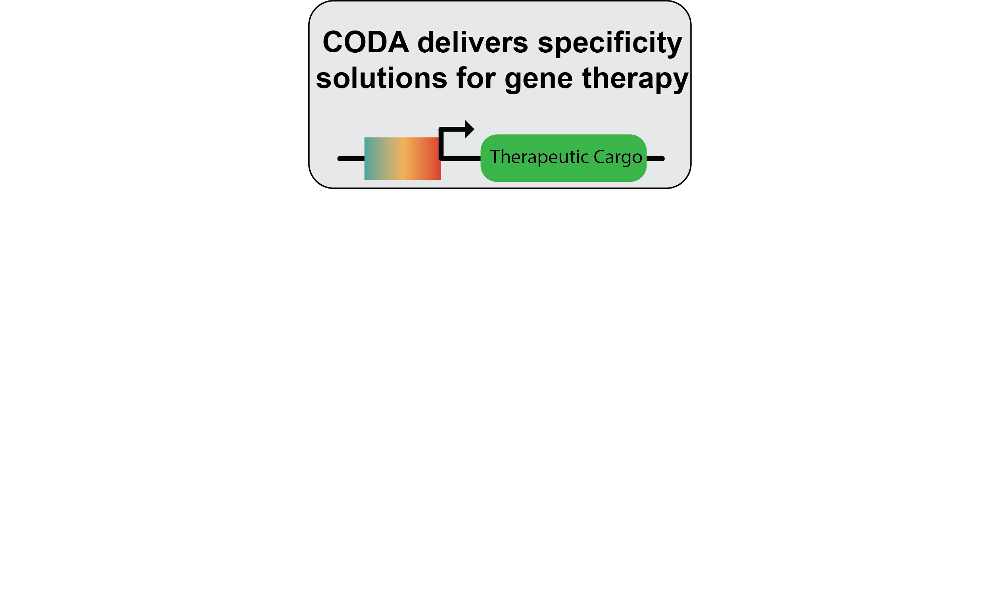 CODA delivers specificity
solutions for gene therapy
Therapeutic Cargo